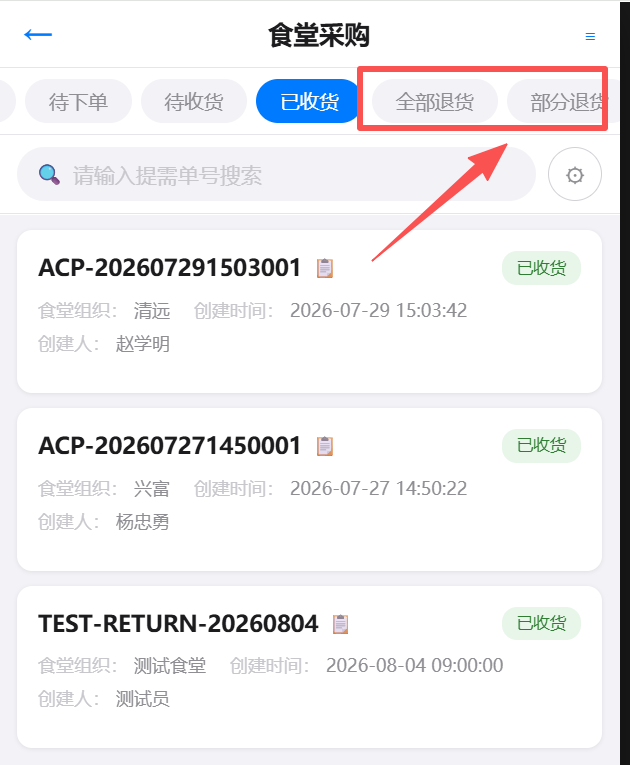 食堂采购
待下单 待收货 已收货 全部退货 部分退货
请输入提需单号搜索
ACP-202607291503001 已收货
食堂组织： 清远 创建时间： 2026-07-29 15:03:42
创建人： 赵学明
ACP-202607271450001 已收货
食堂组织： 兴富 创建时间： 2026-07-27 14:50:22
创建人： 杨忠勇
TEST-RETURN-20260804 已收货
食堂组织： 测试食堂 创建时间： 2026-08-04 09:00:00
创建人： 测试员